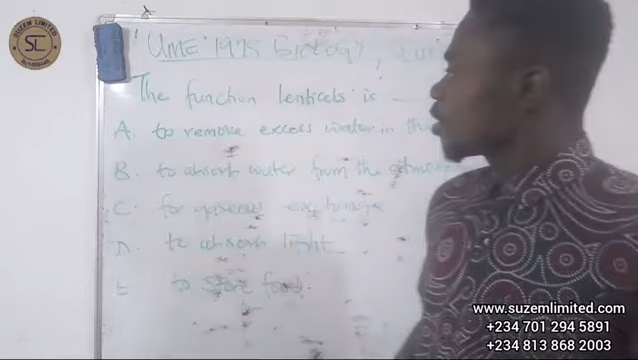 SUZEM LIMITED
SL
UME 1975 Biology,
The function lenticels is
A. to remove excess water in the
B. to absorb water from the atmos
C. for gaseous exchange
D. to absorb light
E to store food
www.suzemlimited.com
+234 701 294 5891
+234 813 868 2003